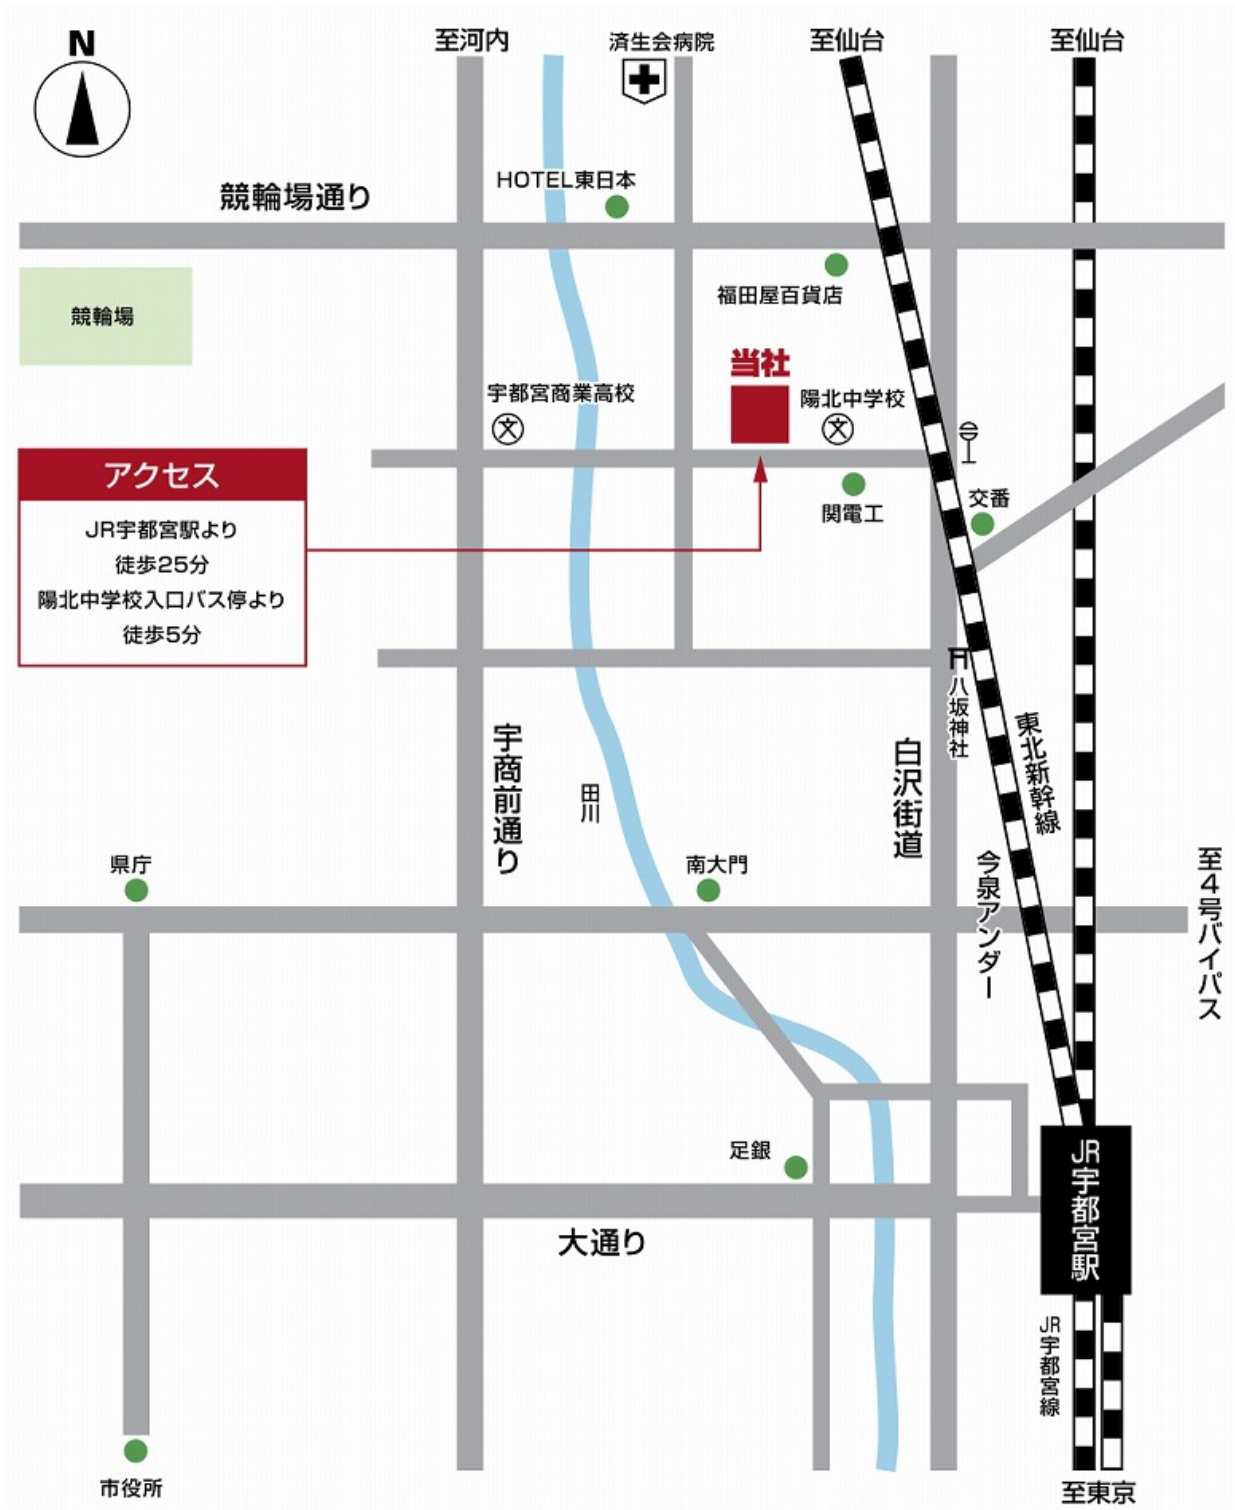 N
至河内
済生会病院
至仙台
至仙台
HOTEL東日本
競輪場通り
福田屋百貨店
競輪場
当社
宇都宮商業高校
文
陽北中学校
文
アクセス
JR宇都宮駅より
徒歩25分
陽北中学校入口バス停より
徒歩5分
関電工
交番
八坂神社
東北新幹線
宇商前通り
田川
白沢街道
今泉アンダー
至4号バイパス
県庁
南大門
足銀
大通り
JR宇都宮駅
JR宇都宮線
市役所
至東京